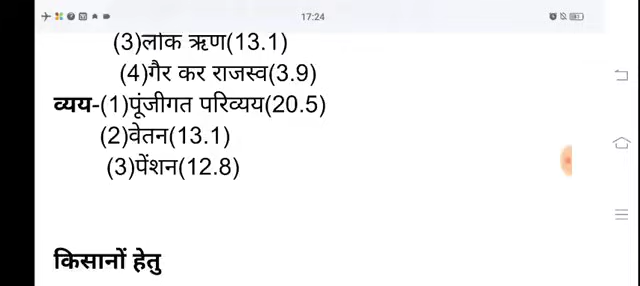 17:24
(3)लोक ऋण(13.1)
(4)गैर कर राजस्व(3.9)
व्यय-(1)पूंजीगत परिव्यय(20.5)
(2)वेतन(13.1)
(3)पेंशन(12.8)
किसानों हेतु